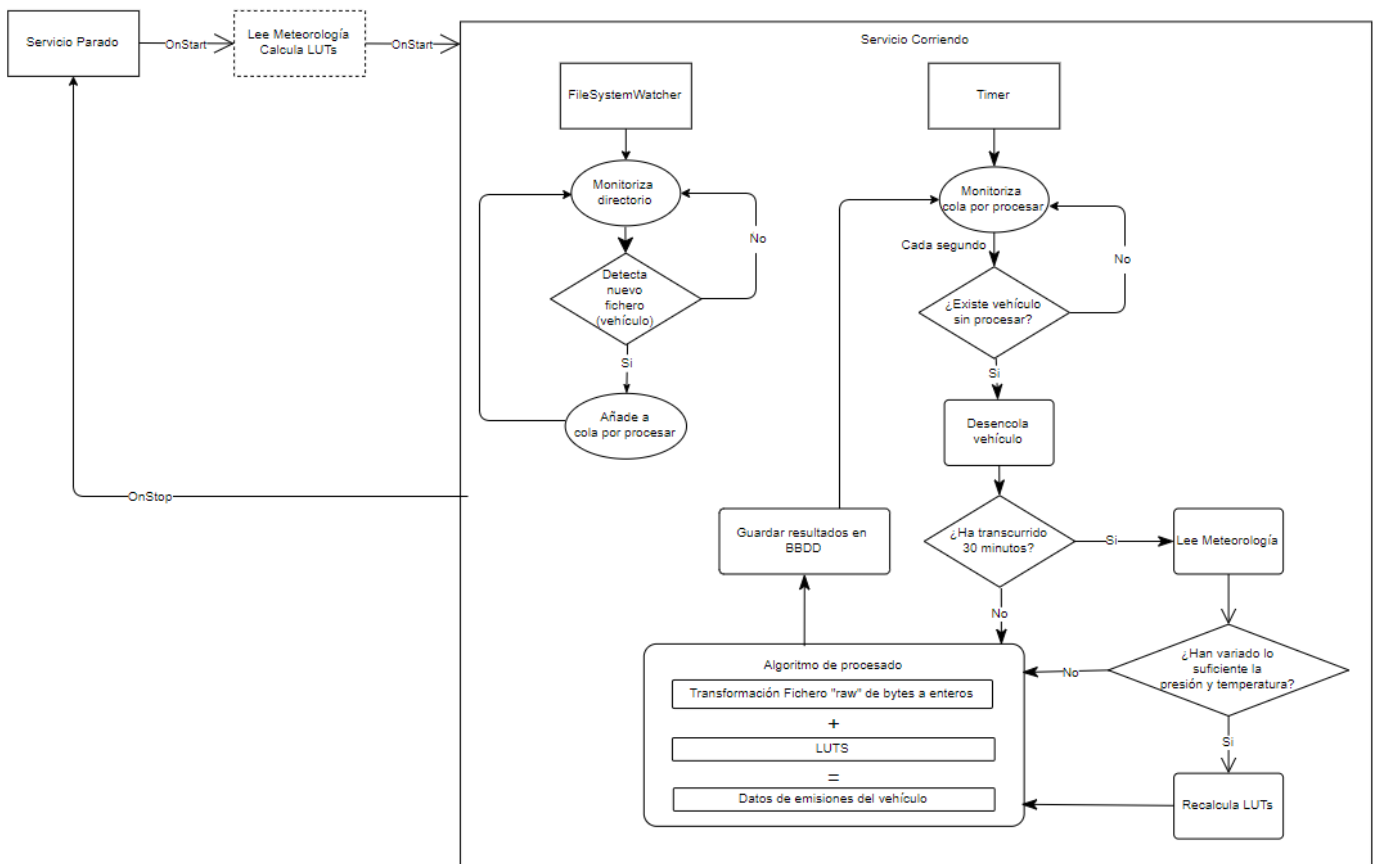 Servicio Parado
OnStart
Lee Meteorología
Calcula LUTs
OnStart
Servicio Corriendo
FileSystemWatcher
Monitoriza
directorio
No
Detecta
nuevo
fichero
(vehículo)
Si
Añade a
cola por procesar
OnStop
Timer
Monitoriza
cola por procesar
Cada segundo
No
¿Existe vehículo
sin procesar?
Si
Desencola
vehículo
¿Ha transcurrido
30 minutos?
Si
Lee Meteorología
No
¿Han variado lo
suficiente la
presión y temperatura?
No
Si
Recalcula LUTs
Guardar resultados en
BBDD
Algoritmo de procesado
Transformación Fichero "raw" de bytes a enteros
+
LUTS
=
Datos de emisiones del vehículo